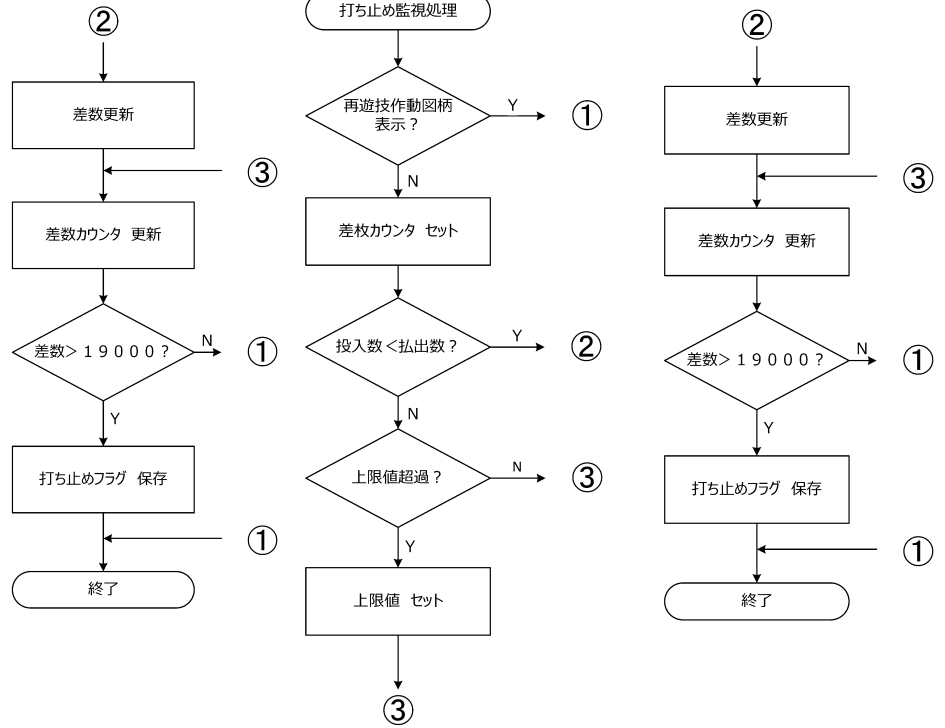 ②
差数更新
③
差数カウンタ 更新
差数＞１９０００？
N
①
Y
打ち止めフラグ 保存
①
終了
打ち止め監視処理
再遊技作動図柄
表示？
Y
①
N
差枚カウンタ セット
投入数＜払出数？
Y
②
N
上限値超過？
N
③
Y
上限値 セット
③
②
差数更新
③
差数カウンタ 更新
差数＞１９０００？
N
①
Y
打ち止めフラグ 保存
①
終了